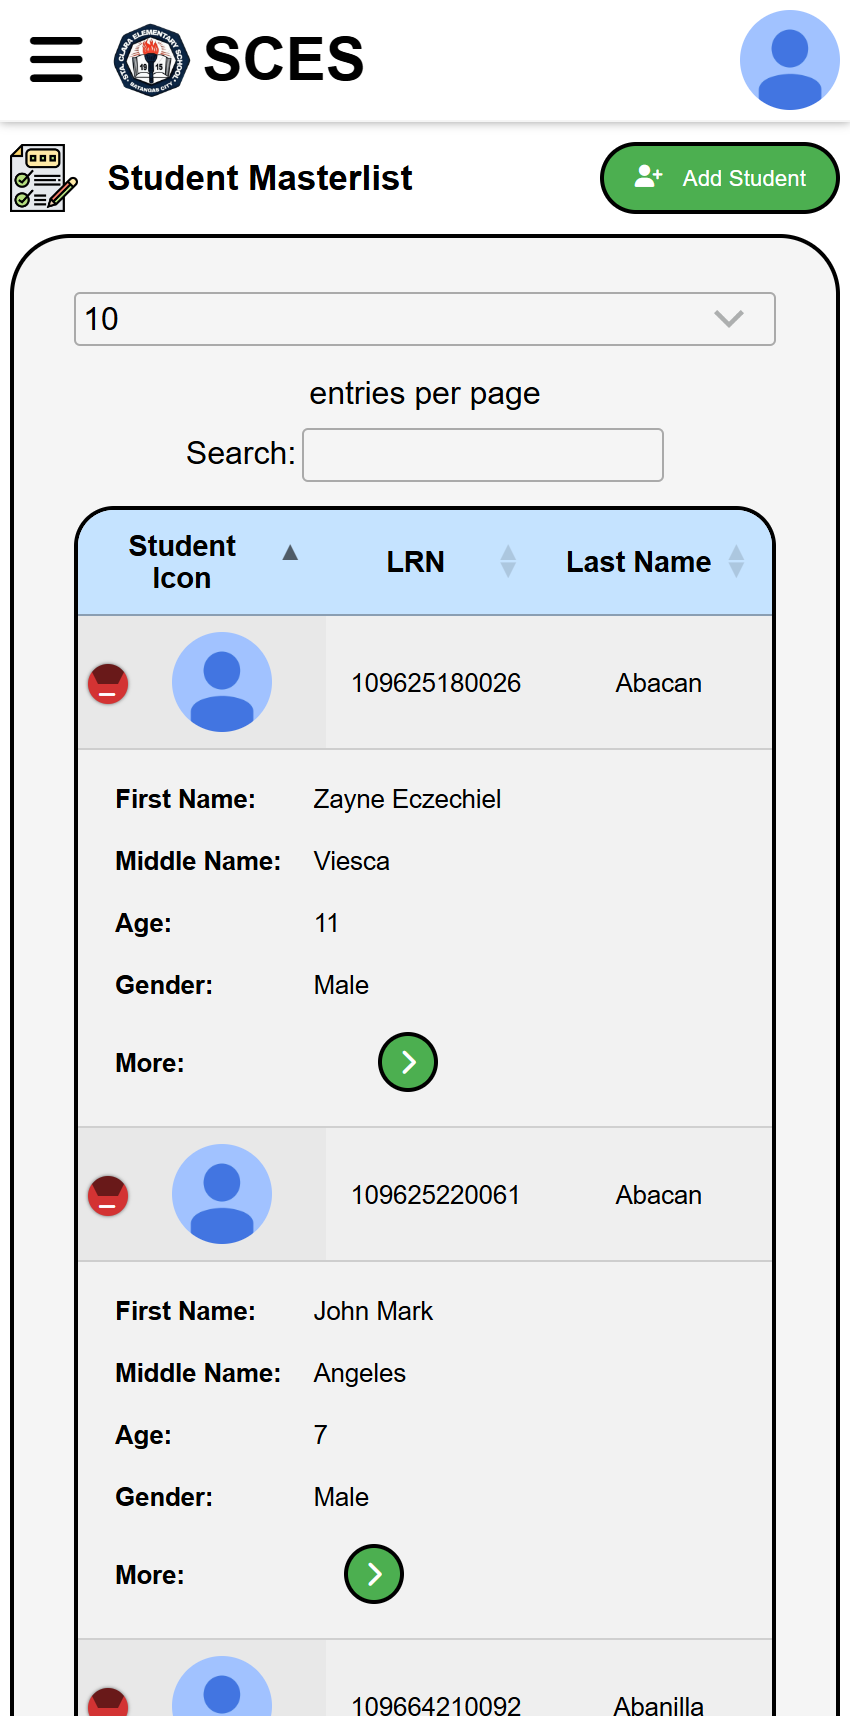 STA. CLARA ELEMENTARY SCHOOL
19 15
BATANGAS CITY
SCES
Student Masterlist
Add Student
10
entries per page
Search:
Student
Icon
LRN
Last Name
109625180026
Abacan
First Name: Zayne Eczechiel
Middle Name: Viesca
Age: 11
Gender: Male
More:
109625220061
Abacan
First Name: John Mark
Middle Name: Angeles
Age: 7
Gender: Male
More:
109664210092
Abanilla